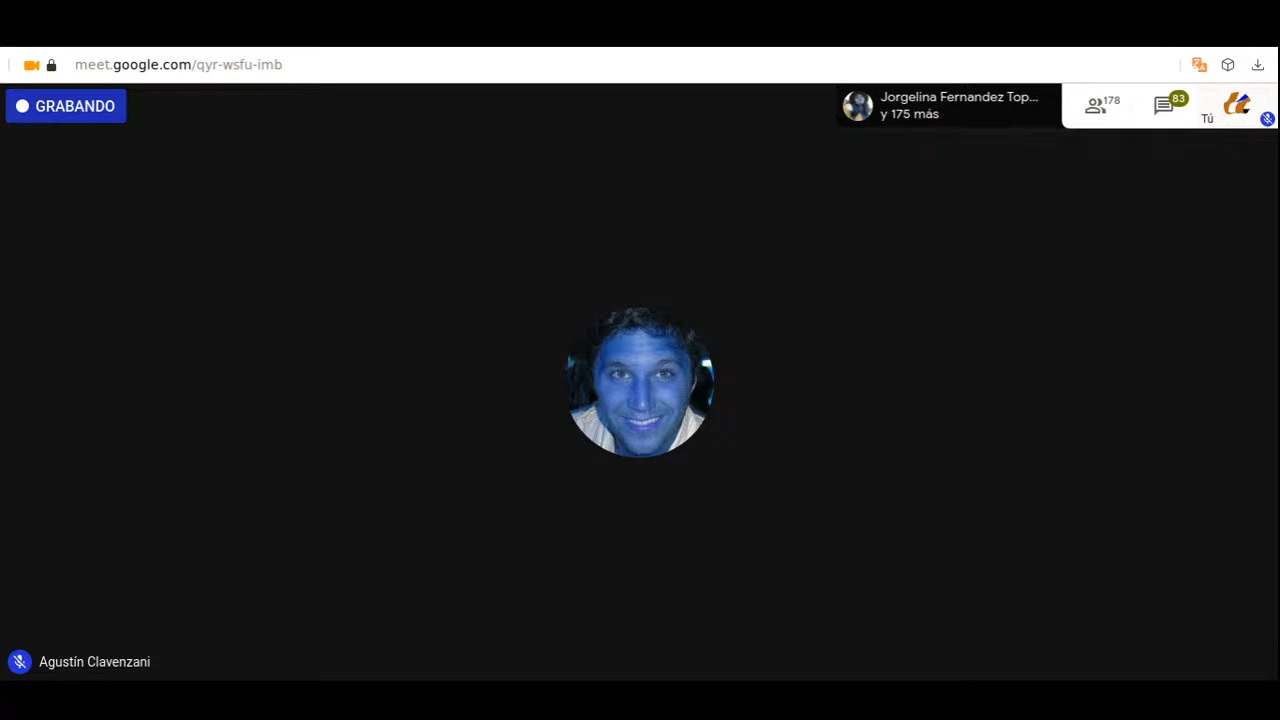 meet.google.com/qyr-wsfu-imb
GRABANDO
Jorgelina Fernandez Top...
y 175 más
178
83
Tú
Agustín Clavenzani